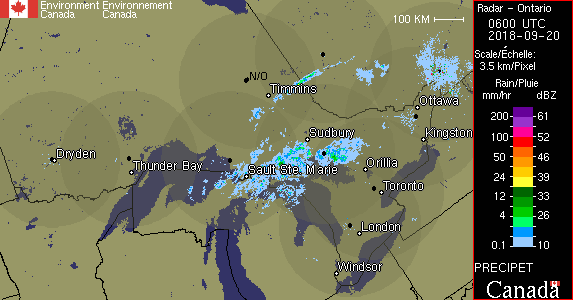 Environment Environnement
Canada Canada
100 KM
Radar - Ontario
0600 UTC
2018-09-20
Scale/Échelle:
3.5 km/Pixel
Rain/Pluie
mm/hr dBZ
200 61
100 52
50 46
24 39
12 34
4 26
0.1 10
PRECIPET
Canada
N/O
Timmins
Ottawa
Sudbury
Kingston
Dryden
Thunder Bay
Sault Ste. Marie
Orillia
Toronto
London
Windsor